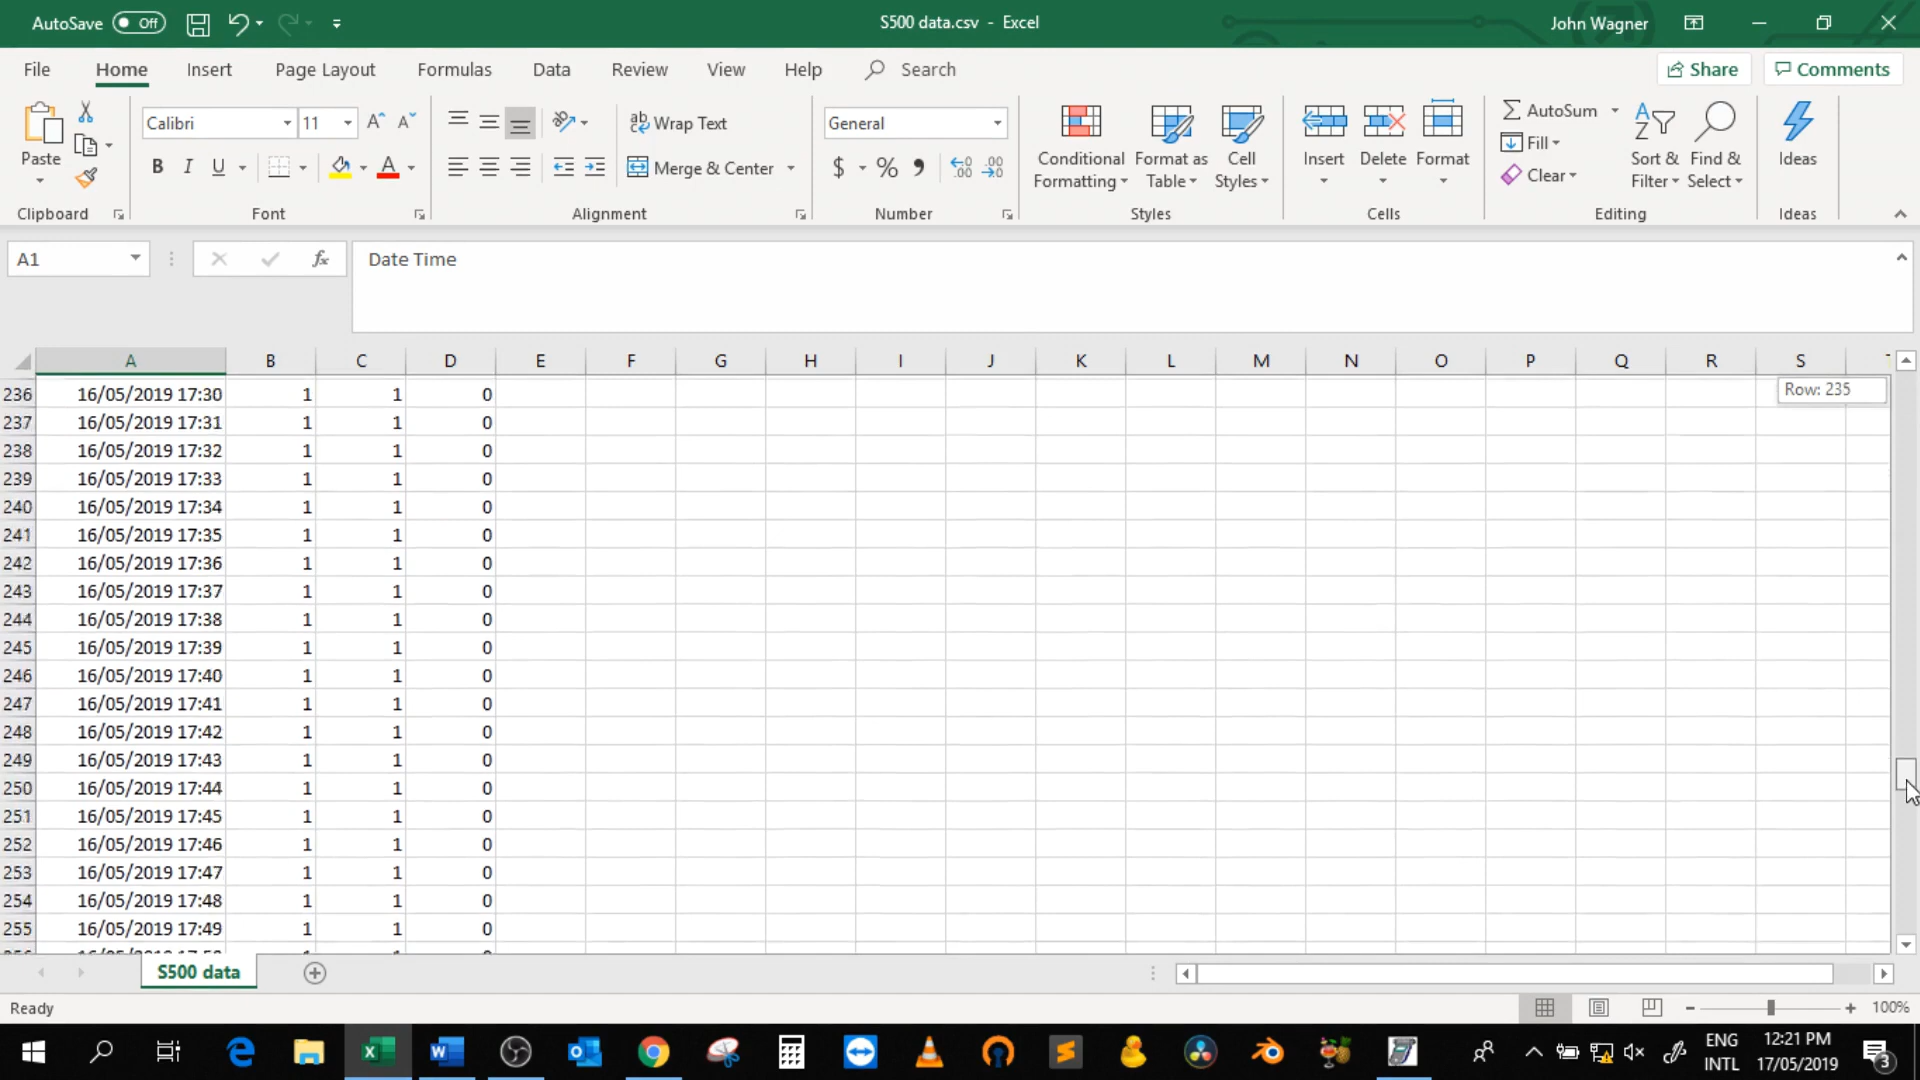 AutoSave Off S500 data.csv - Excel John Wagner
File Home Insert Page Layout Formulas Data Review View Help Search Share Comments
Paste Calibri 11 Wrap Text General Conditional Formatting Format as Table Cell Styles Insert Delete Format AutoSum Sort & Filter Find & Select Ideas
B I U Merge & Center $ % Fill
Clear
Clipboard Font Alignment Number Styles Cells Editing Ideas
A1 fx Date Time
A B C D E F G H I J K L M N O P Q R S
Row: 235
236 16/05/2019 17:30 1 1 0
237 16/05/2019 17:31 1 1 0
238 16/05/2019 17:32 1 1 0
239 16/05/2019 17:33 1 1 0
240 16/05/2019 17:34 1 1 0
241 16/05/2019 17:35 1 1 0
242 16/05/2019 17:36 1 1 0
243 16/05/2019 17:37 1 1 0
244 16/05/2019 17:38 1 1 0
245 16/05/2019 17:39 1 1 0
246 16/05/2019 17:40 1 1 0
247 16/05/2019 17:41 1 1 0
248 16/05/2019 17:42 1 1 0
249 16/05/2019 17:43 1 1 0
250 16/05/2019 17:44 1 1 0
251 16/05/2019 17:45 1 1 0
252 16/05/2019 17:46 1 1 0
253 16/05/2019 17:47 1 1 0
254 16/05/2019 17:48 1 1 0
255 16/05/2019 17:49 1 1 0
S500 data
Ready 100%
ENG 12:21 PM
INTL 17/05/2019 3